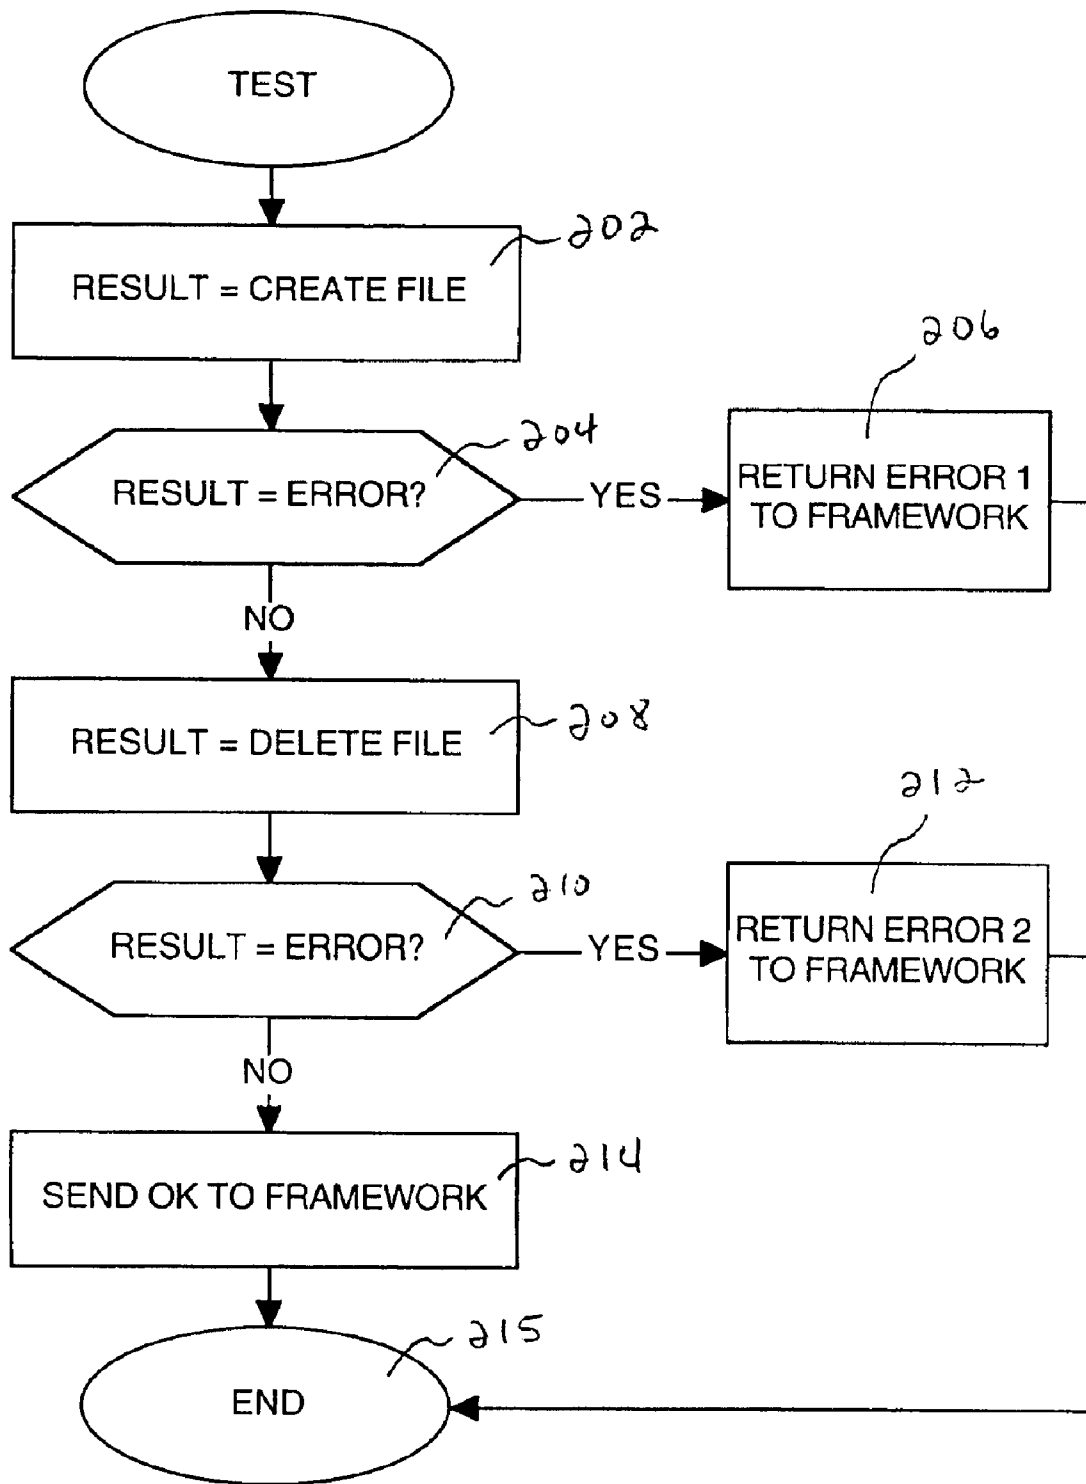 TEST
202
RESULT = CREATE FILE
206
204
RESULT = ERROR?
YES
RETURN ERROR 1
TO FRAMEWORK
NO
208
RESULT = DELETE FILE
212
210
RESULT = ERROR?
YES
RETURN ERROR 2
TO FRAMEWORK
NO
214
SEND OK TO FRAMEWORK
215
END